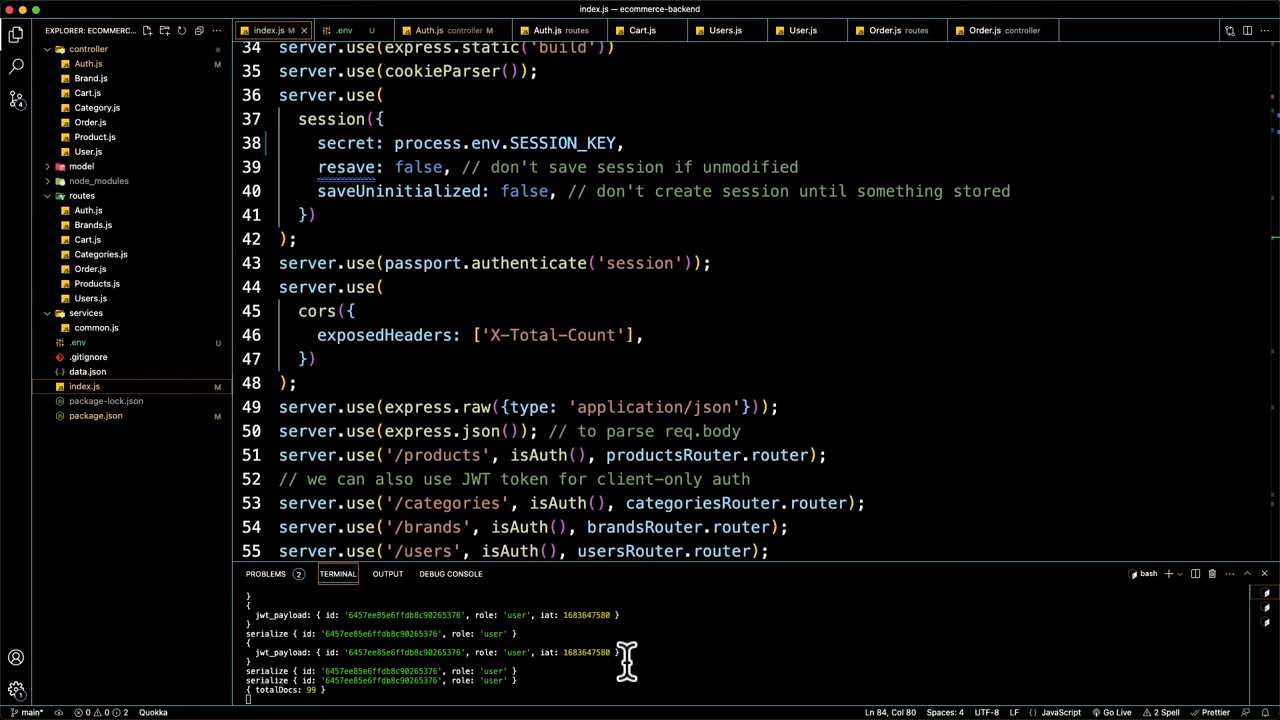 index.js — ecommerce-backend
EXPLORER: ECOMMERC...
index.js M
.env U
Auth.js controller M
Auth.js routes
Cart.js
Users.js
User.js
Order.js routes
Order.js controller
controller
Auth.js M
Brand.js
Cart.js
Category.js
Order.js
Product.js
User.js
model
node_modules
routes
Auth.js
Brands.js
Cart.js
Categories.js
Order.js
Products.js
Users.js
services
common.js
.env U
.gitignore
data.json
index.js M
package-lock.json
package.json M
34 server.use(express.static('build'))
35 server.use(cookieParser());
36 server.use(
37 session({
38 secret: process.env.SESSION_KEY,
39 resave: false, // don't save session if unmodified
40 saveUninitialized: false, // don't create session until something stored
41 })
42 );
43 server.use(passport.authenticate('session'));
44 server.use(
45 cors({
46 exposedHeaders: ['X-Total-Count'],
47 })
48 );
49 server.use(express.raw({type: 'application/json'}));
50 server.use(express.json()); // to parse req.body
51 server.use('/products', isAuth(), productsRouter.router);
52 // we can also use JWT token for client-only auth
53 server.use('/categories', isAuth(), categoriesRouter.router);
54 server.use('/brands', isAuth(), brandsRouter.router);
55 server.use('/users', isAuth(), usersRouter.router);
PROBLEMS 2 TERMINAL OUTPUT DEBUG CONSOLE bash
}
{
jwt_payload: { id: '6457ee85e6ffdb8c90265376', role: 'user', iat: 1683647580 }
}
serialize { id: '6457ee85e6ffdb8c90265376', role: 'user' }
{
jwt_payload: { id: '6457ee85e6ffdb8c90265376', role: 'user', iat: 1683647580 }
}
serialize { id: '6457ee85e6ffdb8c90265376', role: 'user' }
serialize { id: '6457ee85e6ffdb8c90265376', role: 'user' }
{ totalDocs: 99 }
main* 0 0 2 Quokka Ln 84, Col 80 Spaces: 4 UTF-8 LF { } JavaScript Go Live 2 Spell Prettier